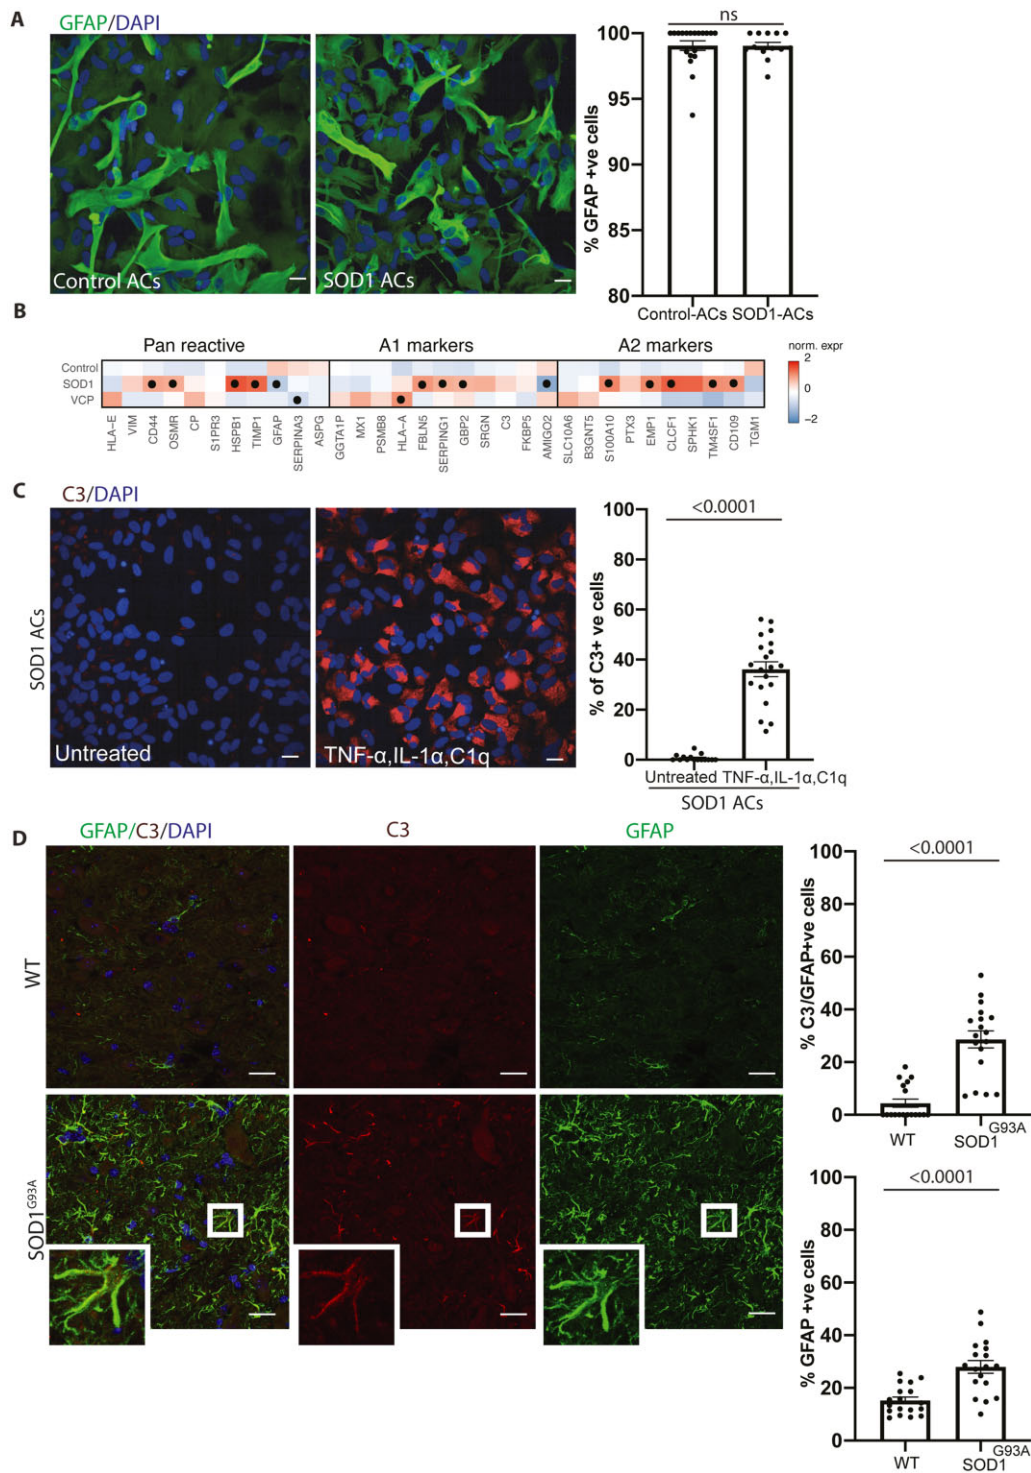 A
GFAP/DAPI
Control ACs
SOD1 ACs
ns
% GFAP +ve cells
100
95
90
85
80
Control-ACs SOD1-ACs
B
Pan reactive
A1 markers
A2 markers
norm. expr
2
0
-2
Control
SOD1
VCP
HLA-E
VIM
CD44
OSMR
CP
S1PR3
HSPB1
TIMP1
GFAP
SERPINA3
ASPG
GGTA1P
MX1
PSMB8
HLA-A
FBLN5
SERPING1
GBP2
SRGN
C3
FKBP5
AMIGO2
SLC10A6
B3GNT5
S100A10
PTX3
EMP1
CLCF1
SPHK1
TM4SF1
CD109
TGM1
C
C3/DAPI
SOD1 ACs
Untreated
TNF-α,IL-1α,C1q
<0.0001
% of C3+ ve cells
100
80
60
40
20
0
Untreated TNF-α,IL-1α,C1q
SOD1 ACs
D
GFAP/C3/DAPI
C3
GFAP
WT
SOD1G93A
<0.0001
% C3/GFAP+ve cells
100
80
60
40
20
0
WT
SOD1 G93A
<0.0001
% GFAP +ve cells
100
80
60
40
20
0
WT
SOD1 G93A